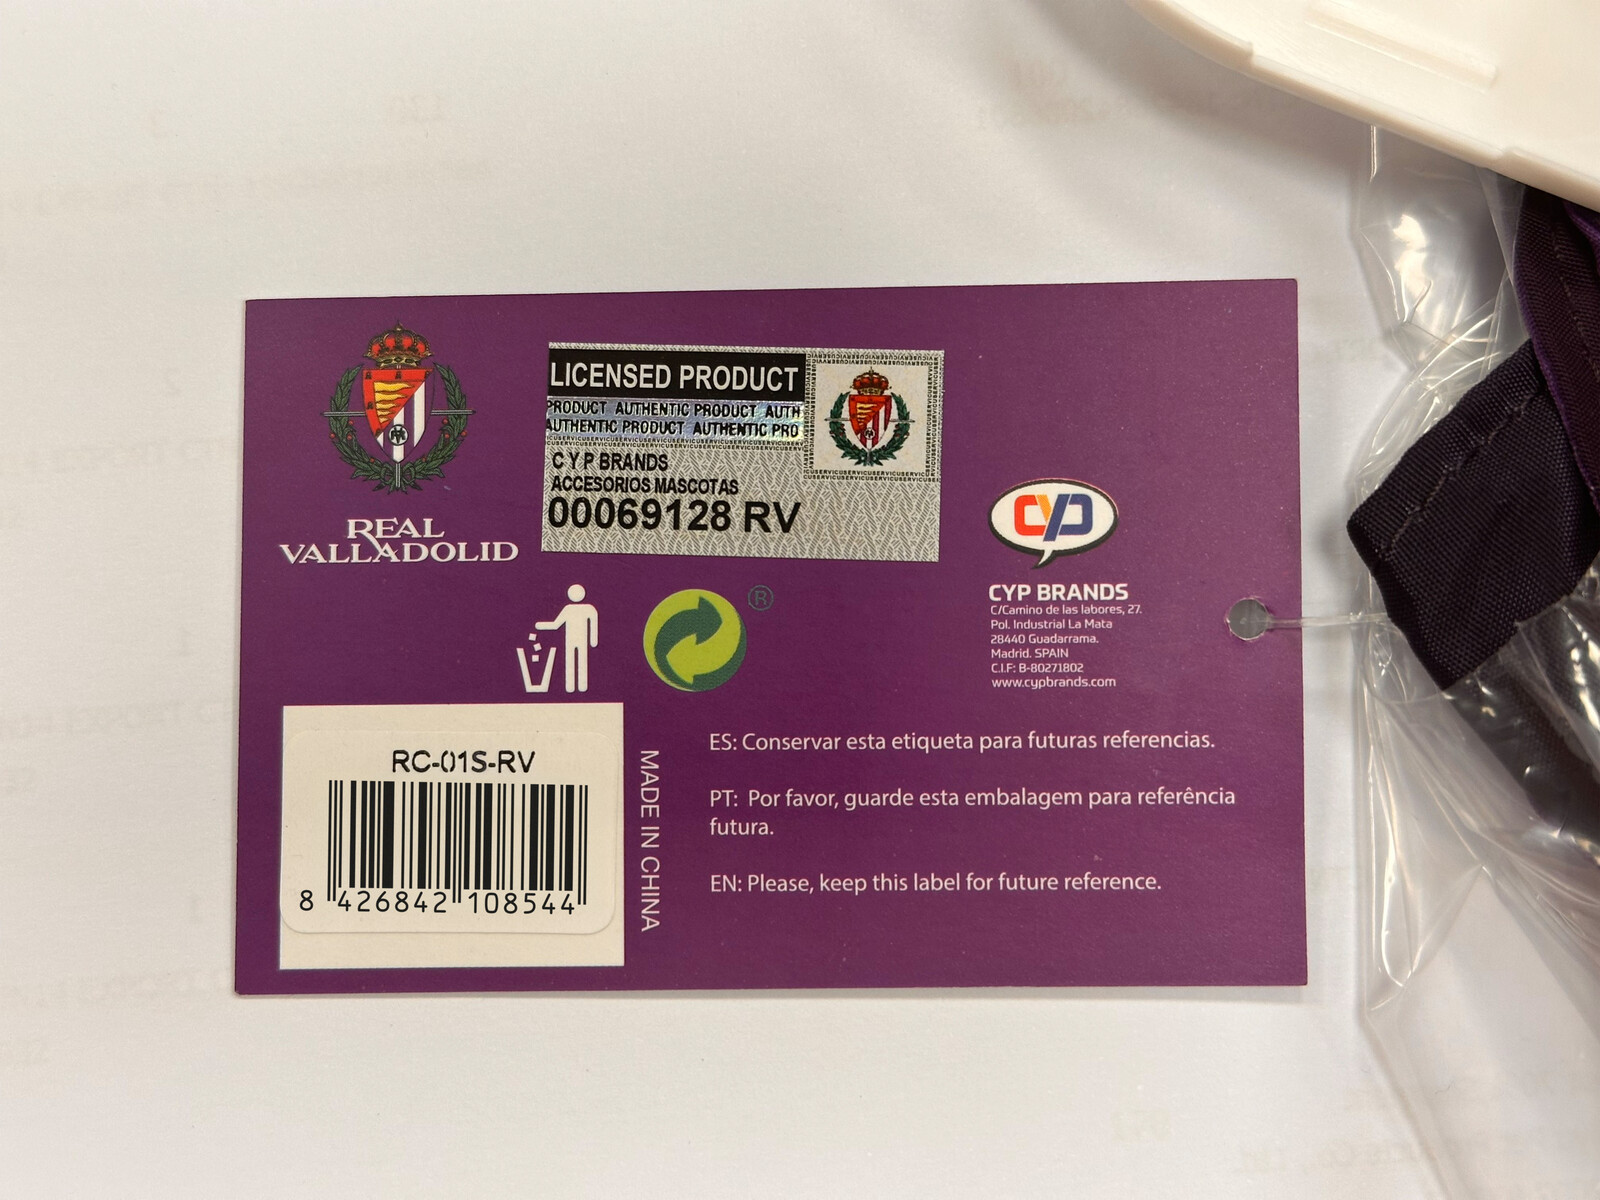 REAL
VALLADOLID
LICENSED PRODUCT
PRODUCT AUTHENTIC PRODUCT AUTH
AUTHENTIC PRODUCT AUTHENTIC PRO
C Y P BRANDS
ACCESORIOS MASCOTAS
00069128 RV
CYP
CYP BRANDS
C/Camino de las labores, 27.
Pol. Industrial La Mata
28440 Guadarrama.
Madrid. SPAIN
C.I.F: B-80271802
www.cypbrands.com
®
RC-01S-RV
8 426842 108544
MADE IN CHINA
ES: Conservar esta etiqueta para futuras referencias.
PT: Por favor, guarde esta embalagem para referência
futura.
EN: Please, keep this label for future reference.